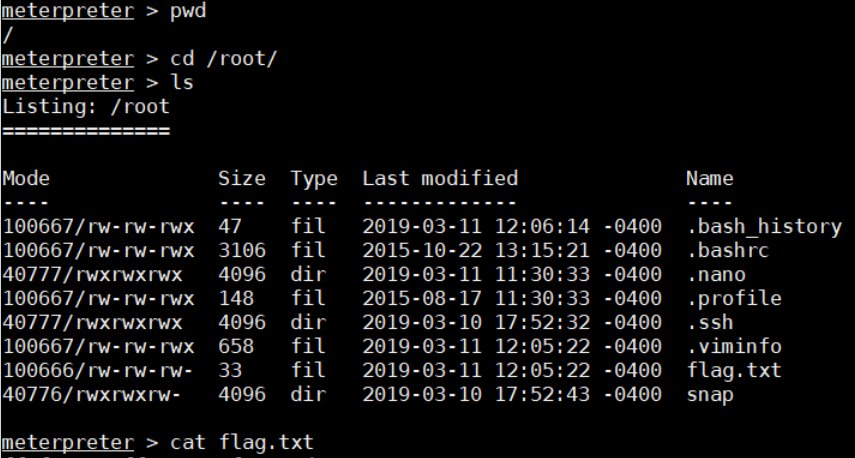 meterpreter > pwd
/
meterpreter > cd /root/
meterpreter > ls
Listing: /root
==============
Mode Size Type Last modified Name
---- ---- ---- ------------- ----
100667/rw-rw-rwx 47 fil 2019-03-11 12:06:14 -0400 .bash_history
100667/rw-rw-rwx 3106 fil 2015-10-22 13:15:21 -0400 .bashrc
40777/rwxrwxrwx 4096 dir 2019-03-11 11:30:33 -0400 .nano
100667/rw-rw-rwx 148 fil 2015-08-17 11:30:33 -0400 .profile
40777/rwxrwxrwx 4096 dir 2019-03-10 17:52:32 -0400 .ssh
100667/rw-rw-rwx 658 fil 2019-03-11 12:05:22 -0400 .viminfo
100666/rw-rw-rw- 33 fil 2019-03-11 12:05:22 -0400 flag.txt
40776/rwxrwxrw- 4096 dir 2019-03-10 17:52:43 -0400 snap
meterpreter > cat flag.txt